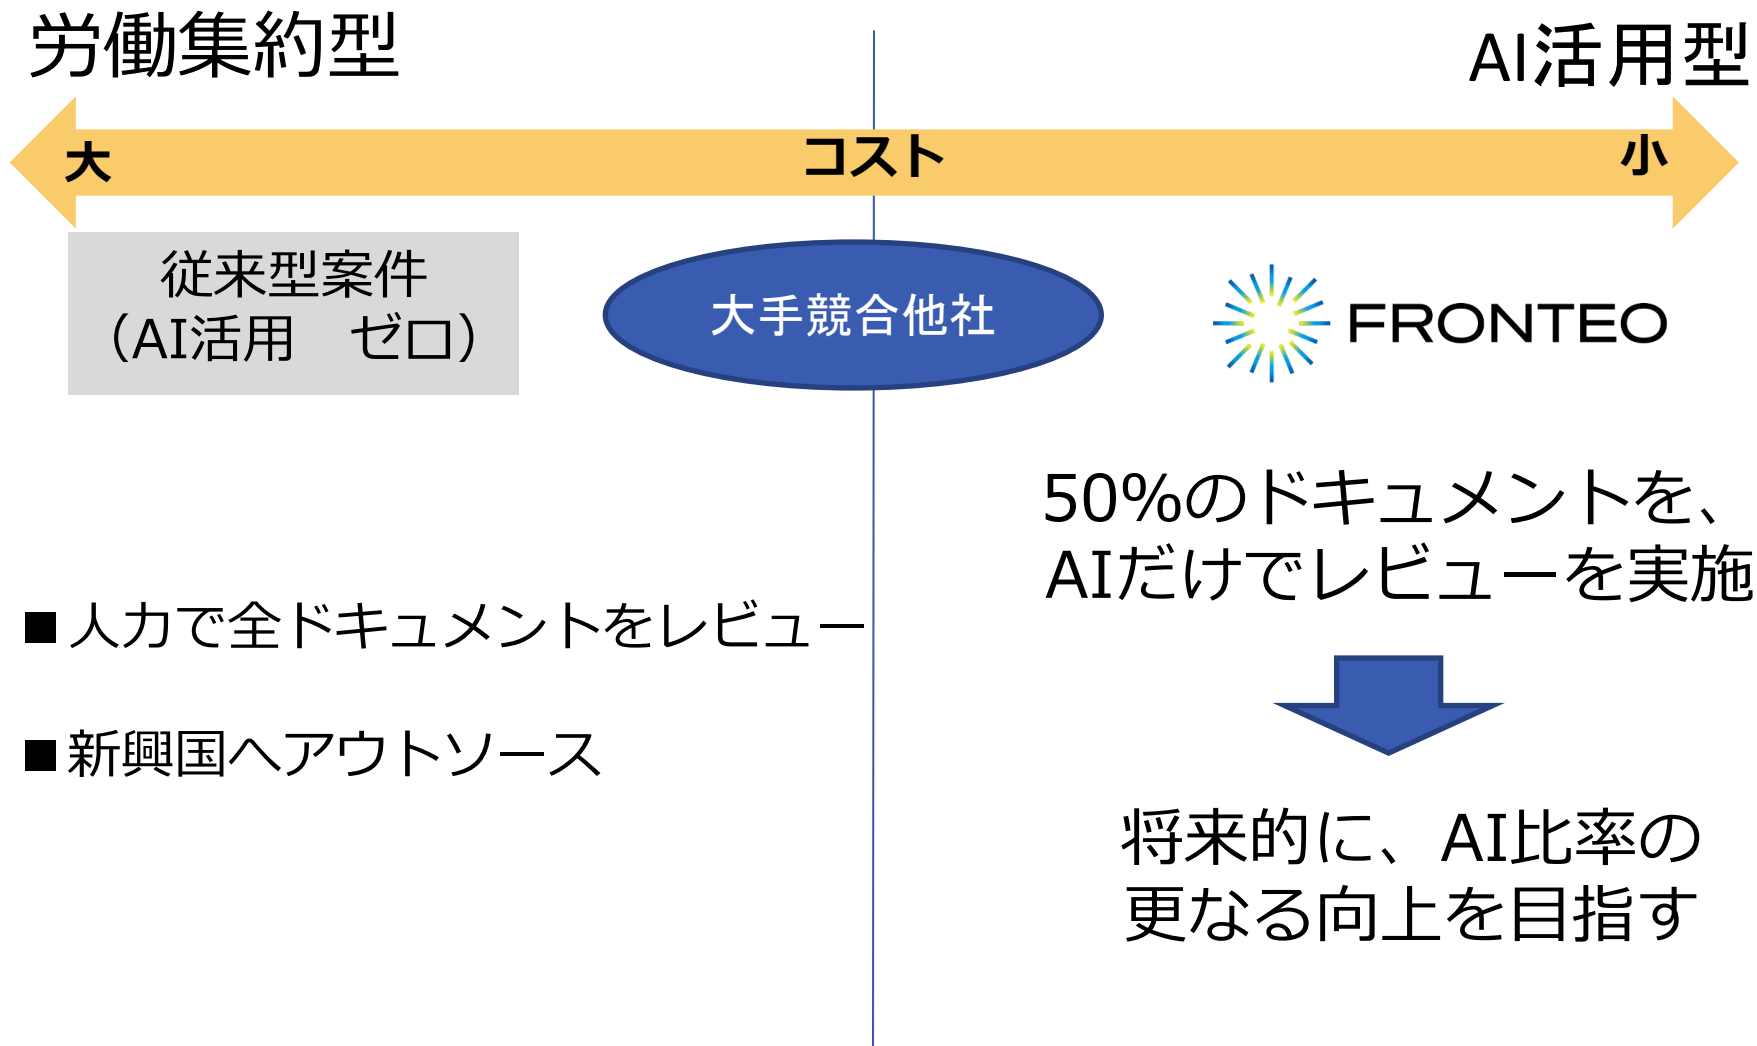 労働集約型
AI活用型
大
コスト
小
従来型案件
（AI活用　ゼロ）
大手競合他社
FRONTEO
■人力で全ドキュメントをレビュー
■新興国へアウトソース
50%のドキュメントを、
AIだけでレビューを実施
将来的に、AI比率の
更なる向上を目指す